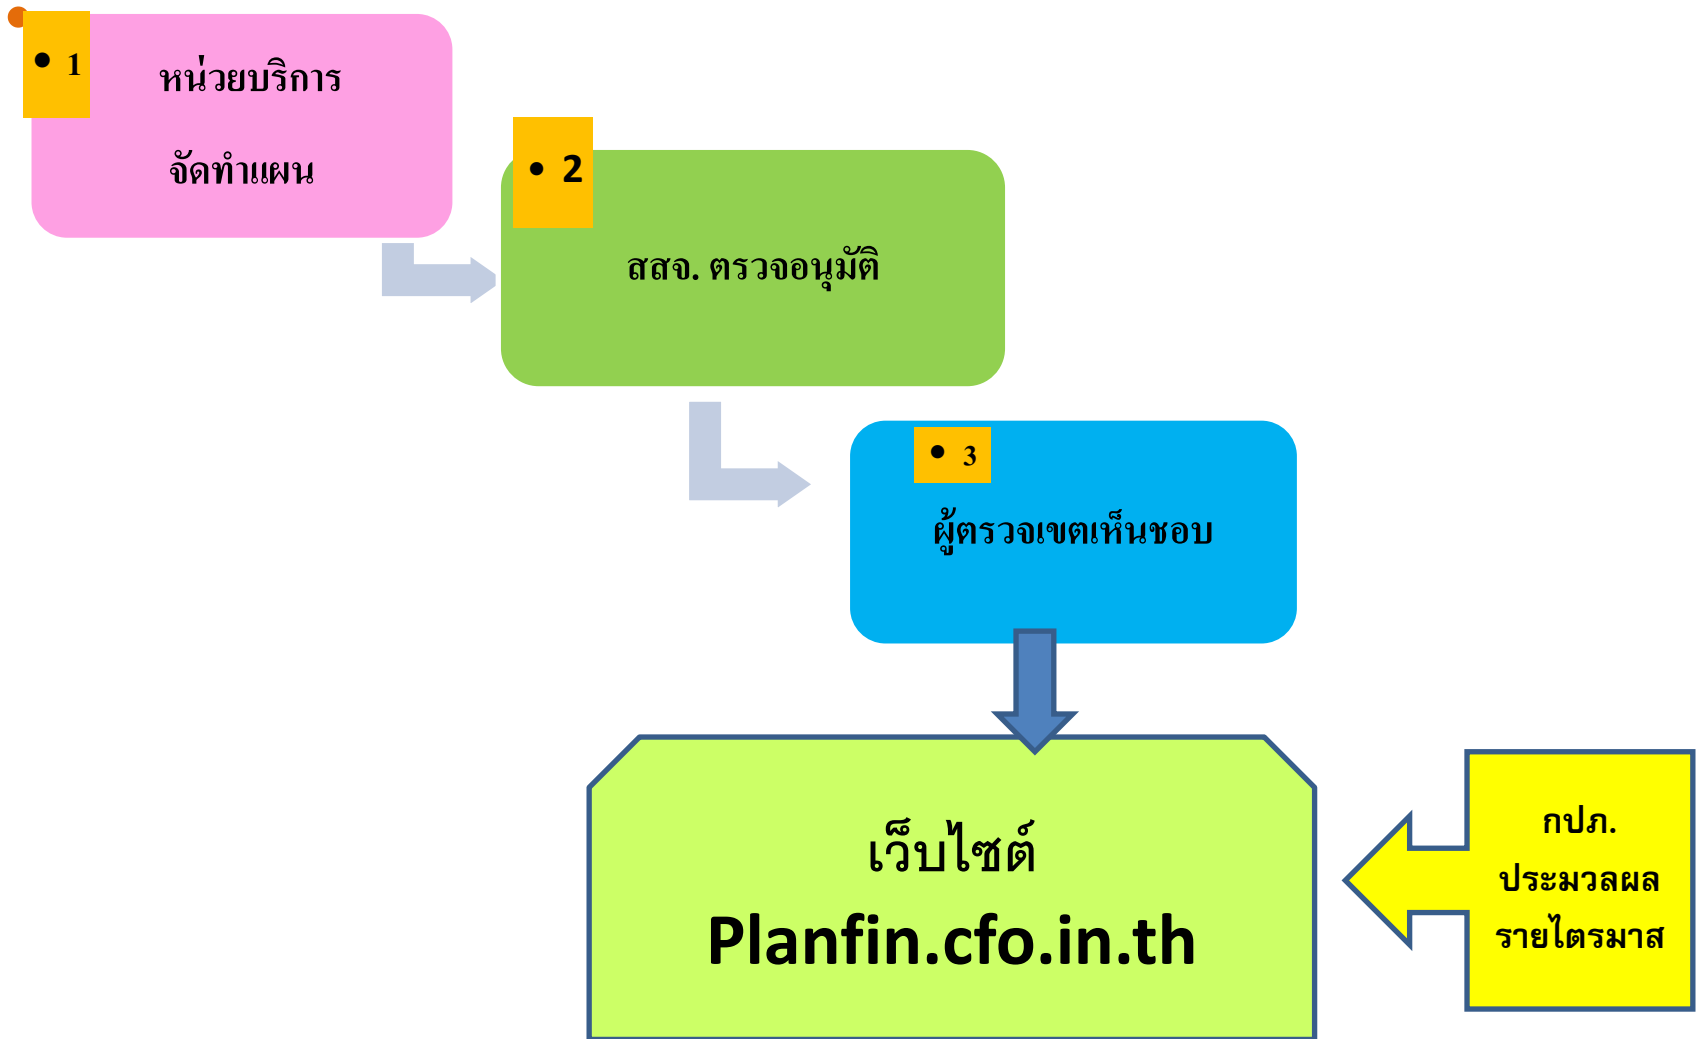 • 1
หน่วยบริการ
จัดทำแผน
• 2
สสจ. ตรวจอนุมัติ
• 3
ผู้ตรวจเขตเห็นชอบ
เว็บไซต์
Planfin.cfo.in.th
กปภ.
ประมวลผล
รายไตรมาส